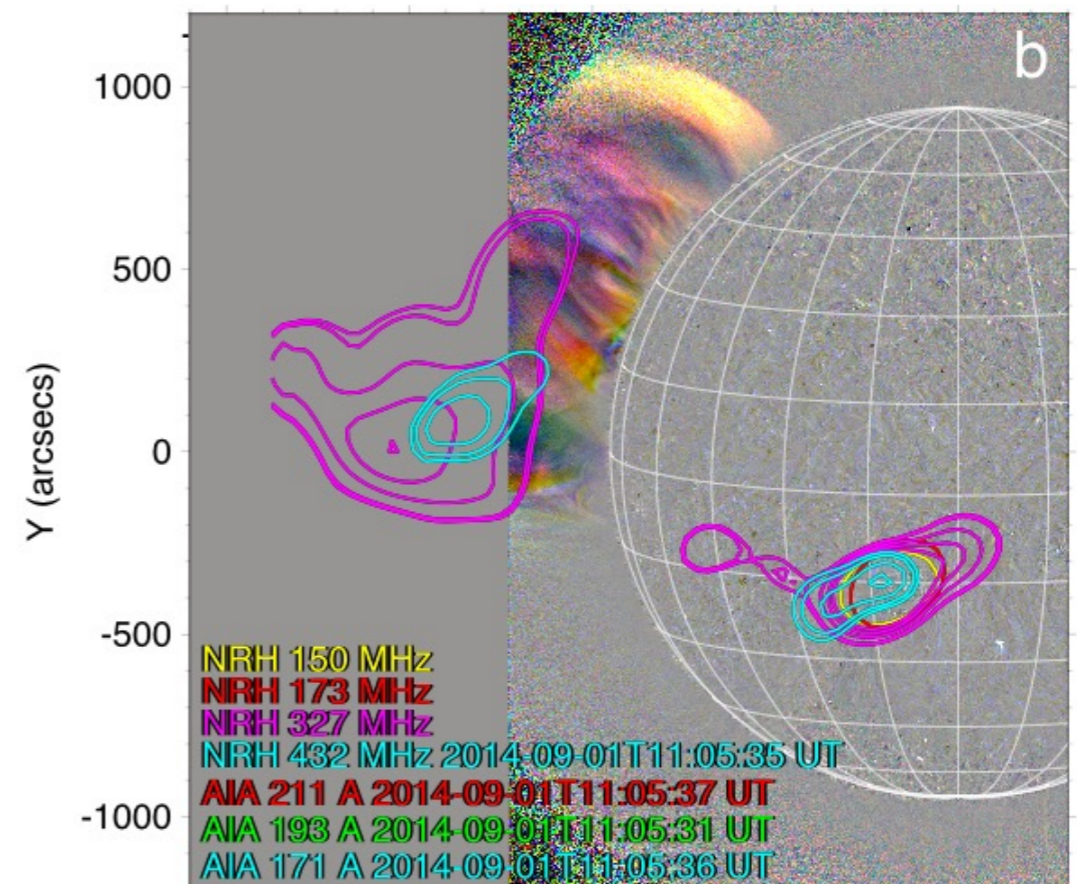 b
1000
500
0
-500
-1000
Y (arcsecs)
NRH 150 MHz
NRH 173 MHz
NRH 327 MHz
NRH 432 MHz 2014-09-01T11:05:35 UT
AIA 211 A 2014-09-01T11:05:37 UT
AIA 193 A 2014-09-01T11:05:31 UT
AIA 171 A 2014-09-01T11:05:36 UT